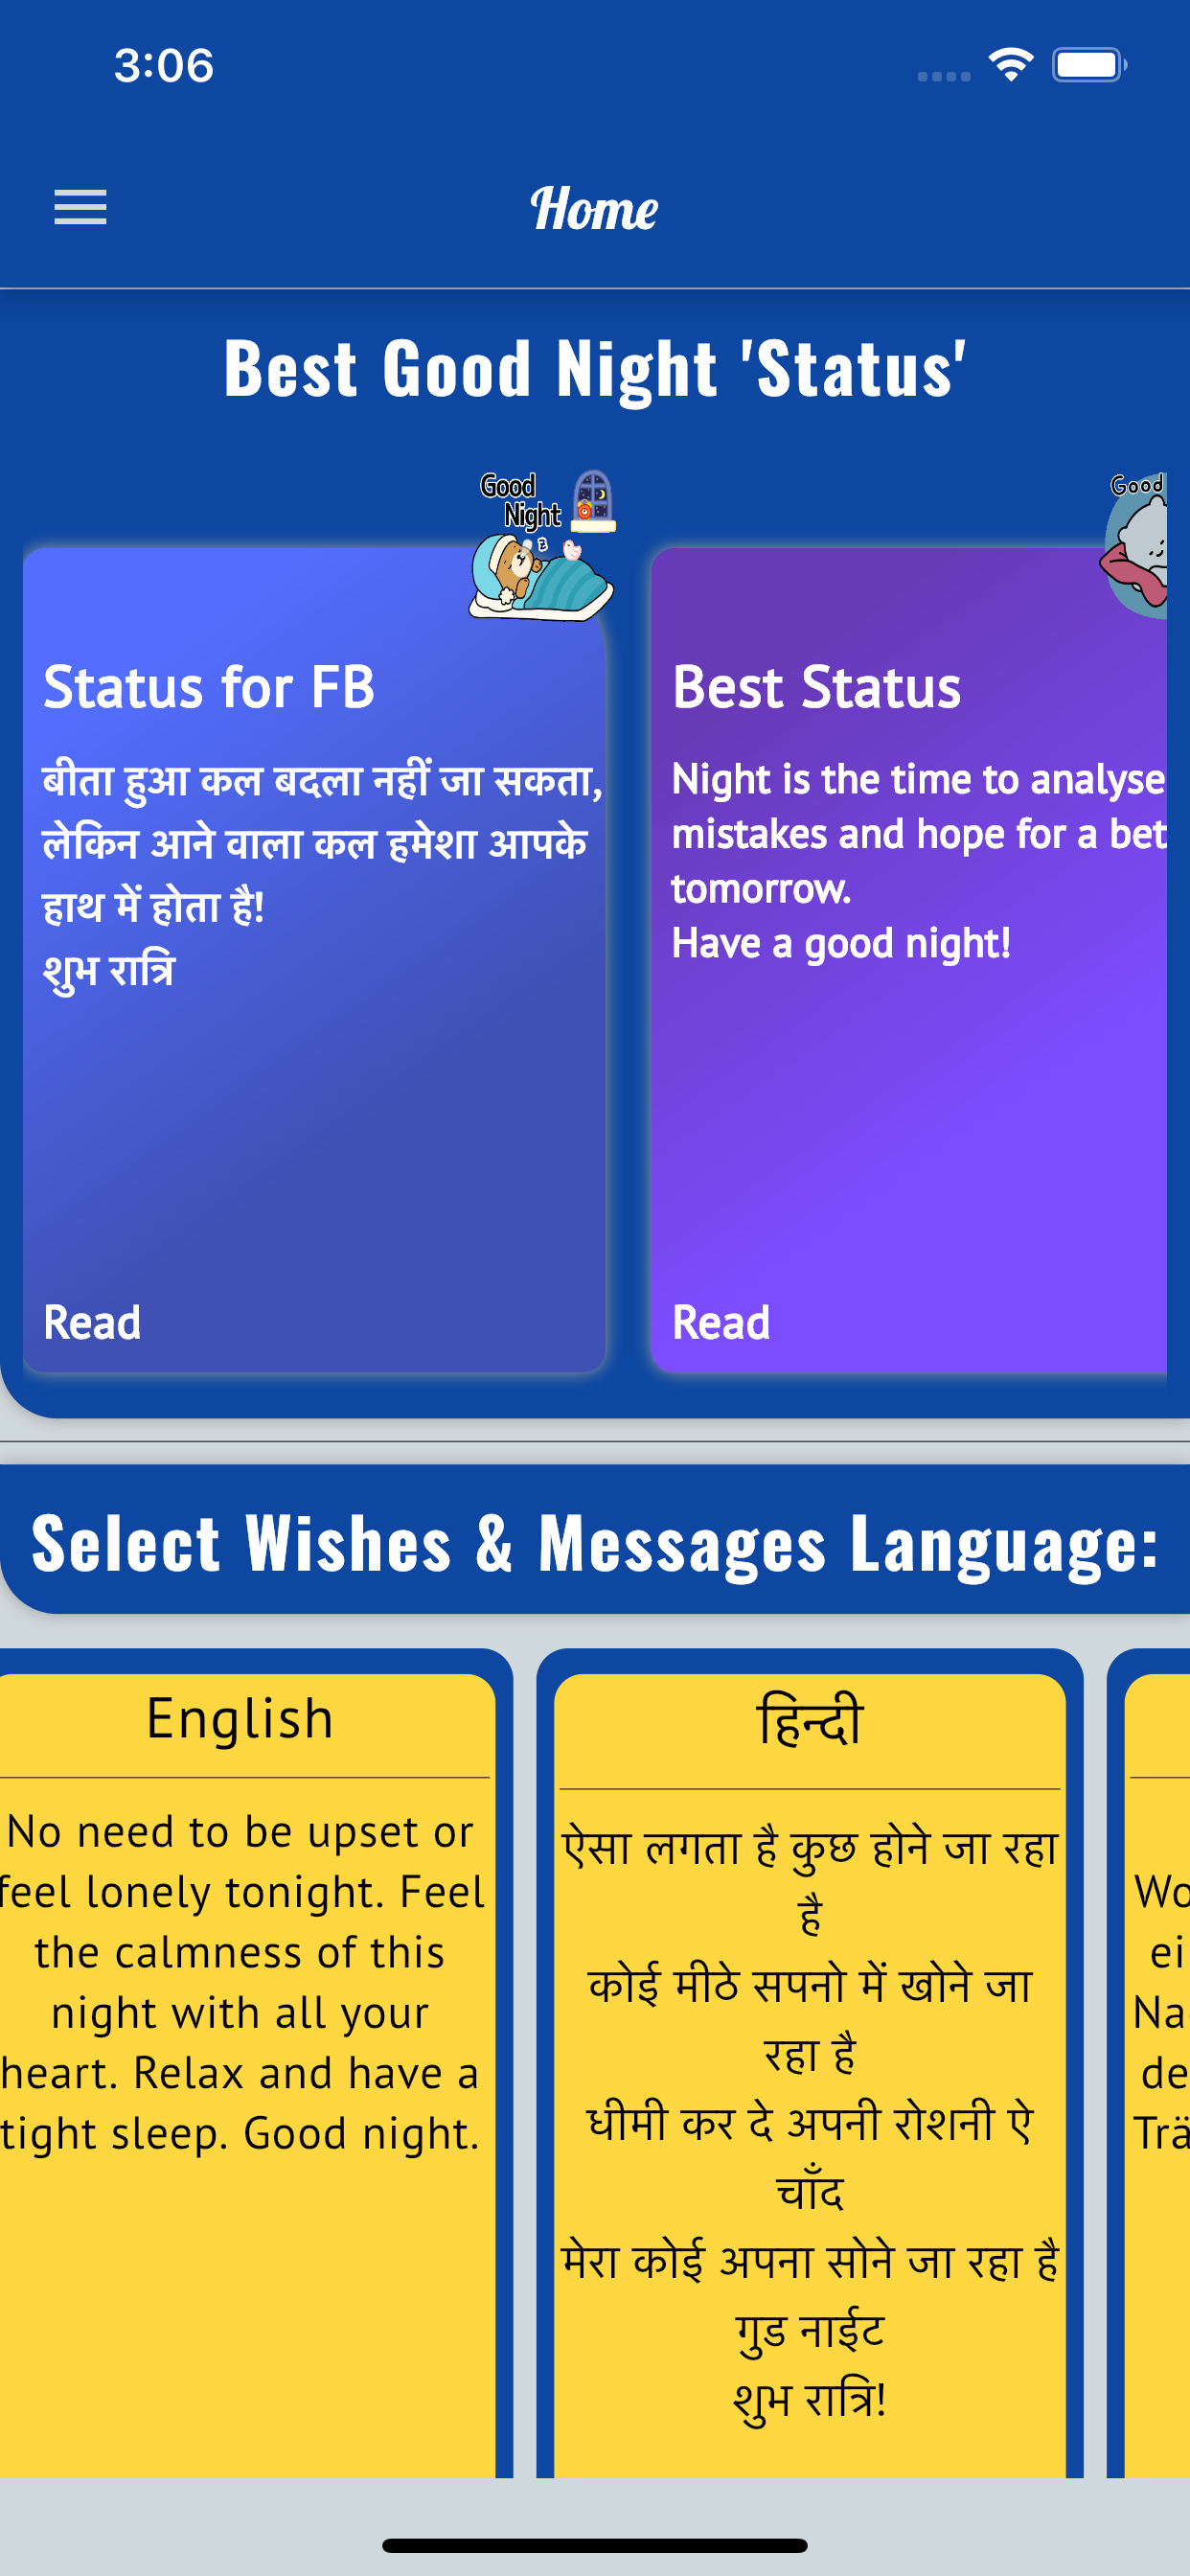 3:06
Home
Best Good Night 'Status'
Good
Night
z
Good
Status for FB
बीता हुआ कल बदला नहीं जा सकता,
लेकिन आने वाला कल हमेशा आपके
हाथ में होता है!
शुभ रात्रि
Read
Best Status
Night is the time to analyse
mistakes and hope for a bet
tomorrow.
Have a good night!
Read
Select Wishes & Messages Language:
English
No need to be upset or
feel lonely tonight. Feel
the calmness of this
night with all your
heart. Relax and have a
tight sleep. Good night.
हिन्दी
ऐसा लगता है कुछ होने जा रहा
है
कोई मीठे सपनो में खोने जा
रहा है
धीमी कर दे अपनी रोशनी ऐ
चाँद
मेरा कोई अपना सोने जा रहा है
गुड नाईट
शुभ रात्रि!
Wo
ei
Na
de
Trä